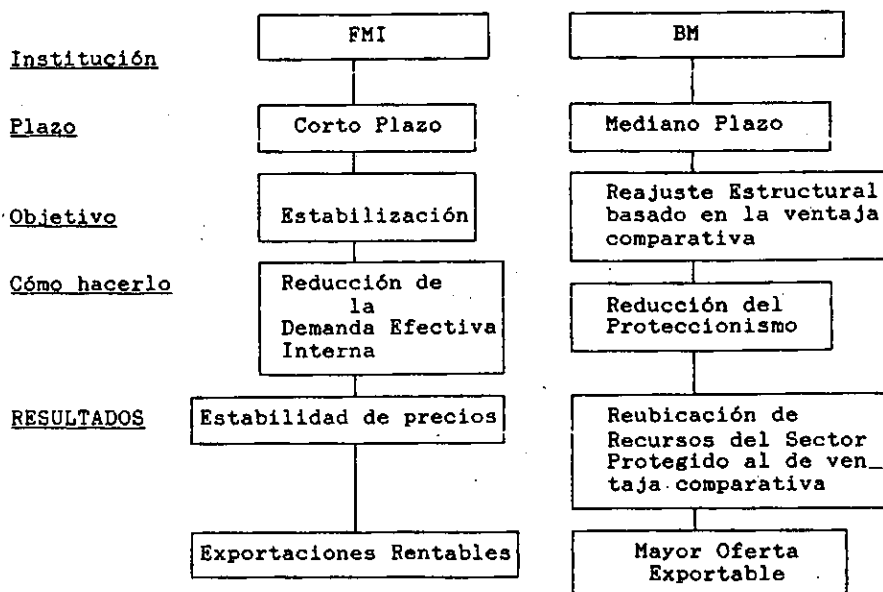 FMI
BM
Institución
Plazo
Corto Plazo
Mediano Plazo
Objetivo
Estabilización
Reajuste Estructural
basado en la ventaja
comparativa
Cómo hacerlo
Reducción de
la
Demanda Efectiva
Interna
Reducción del
Proteccionismo
RESULTADOS
Estabilidad de precios
Reubicación de
Recursos del Sector
Protegido al de ven_
taja comparativa
Exportaciones Rentables
Mayor Oferta
Exportable